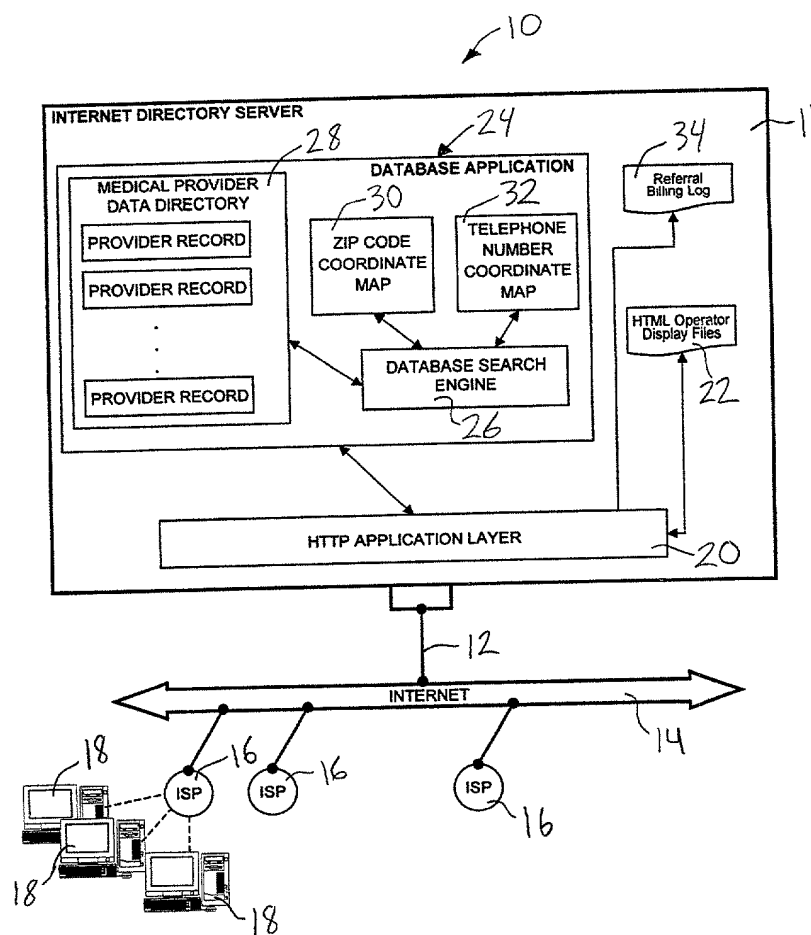 10
INTERNET DIRECTORY SERVER
24
28
DATABASE APPLICATION
34
MEDICAL PROVIDER
DATA DIRECTORY
Referral
Billing Log
30
32
PROVIDER RECORD
ZIP CODE
COORDINATE
MAP
TELEPHONE
NUMBER
COORDINATE
MAP
PROVIDER RECORD
HTML Operator
Display Files
22
DATABASE SEARCH
ENGINE
26
PROVIDER RECORD
HTTP APPLICATION LAYER
20
12
INTERNET
14
18
16
ISP
16
ISP
ISP
16
18
18